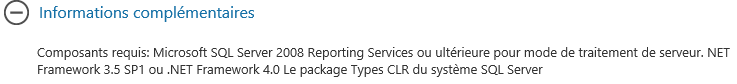 Informations complémentaires
Composants requis: Microsoft SQL Server 2008 Reporting Services ou ultérieure pour mode de traitement de serveur. NET
Framework 3.5 SP1 ou .NET Framework 4.0 Le package Types CLR du système SQL Server